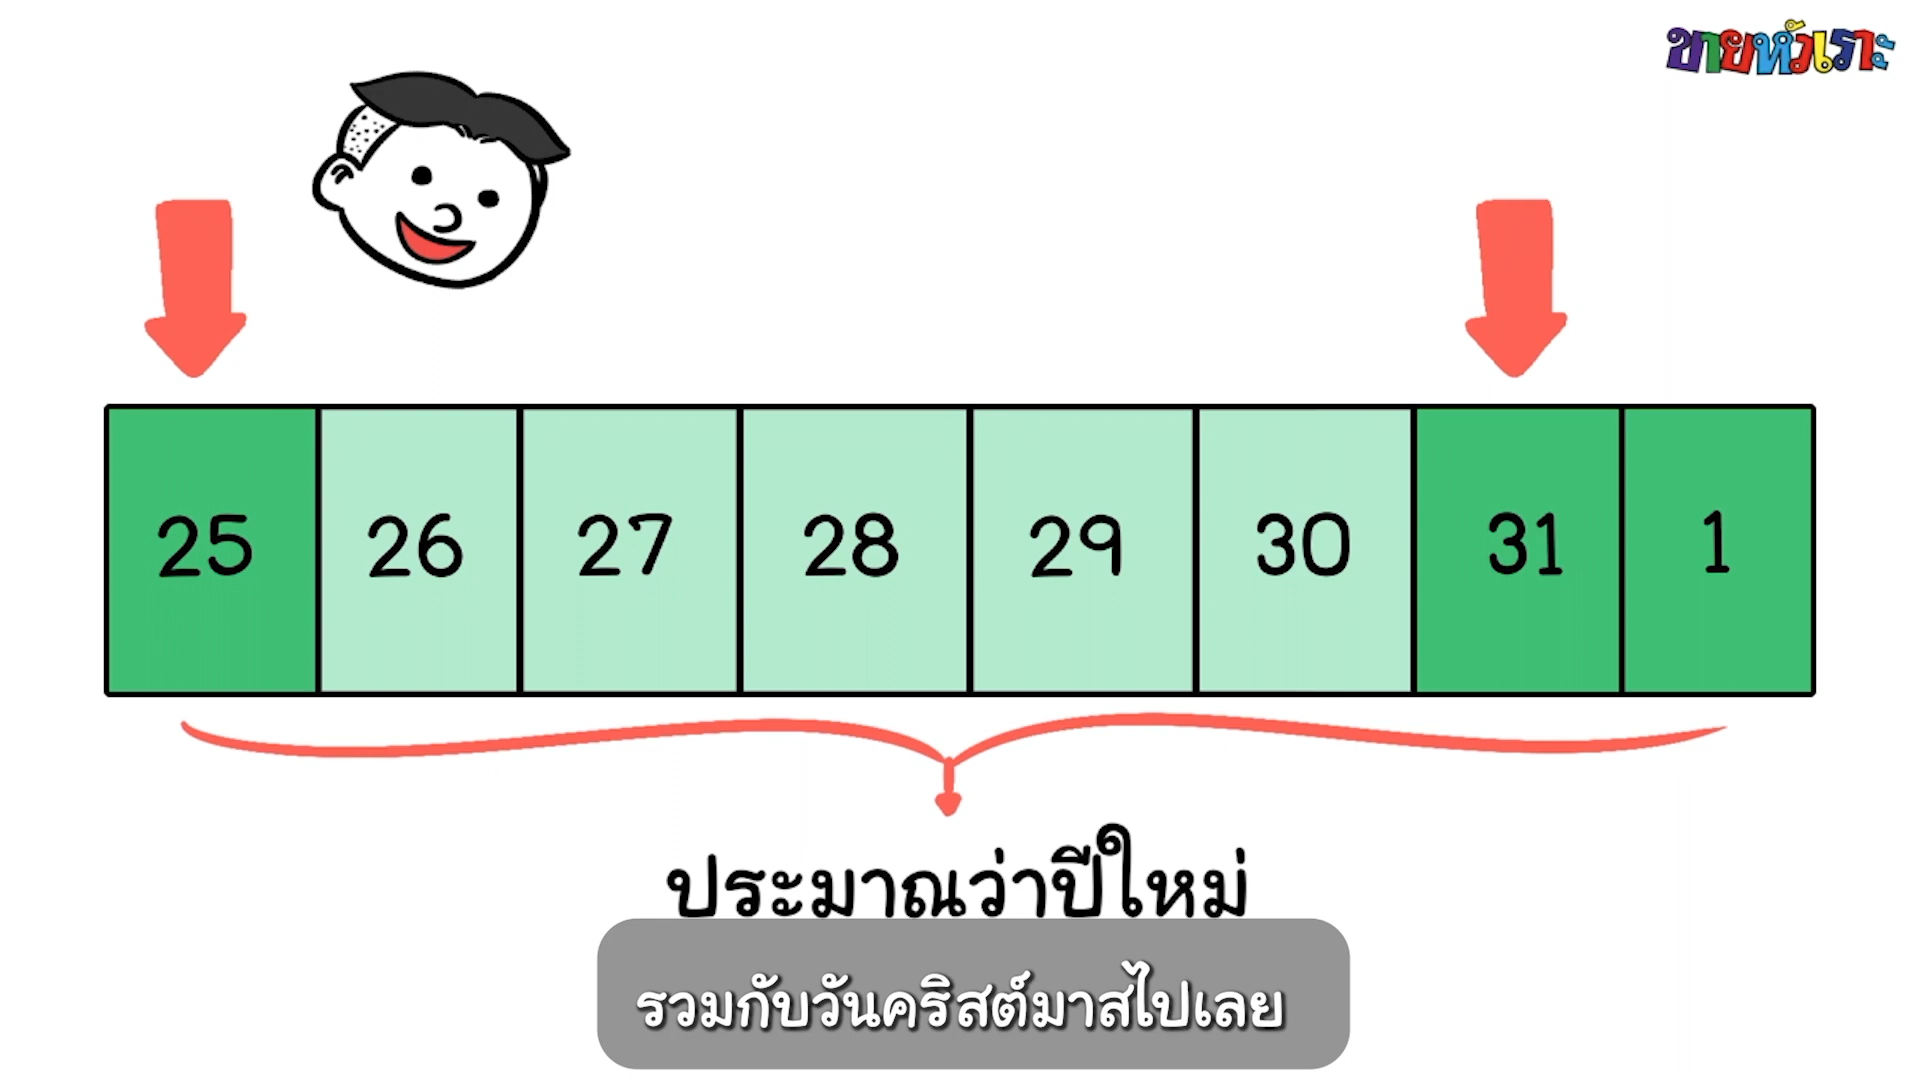 ขายหัวเราะ
25 26 27 28 29 30 31 1
ประมาณว่าปีใหม่
รวมกับวันคริสต์มาสไปเลย